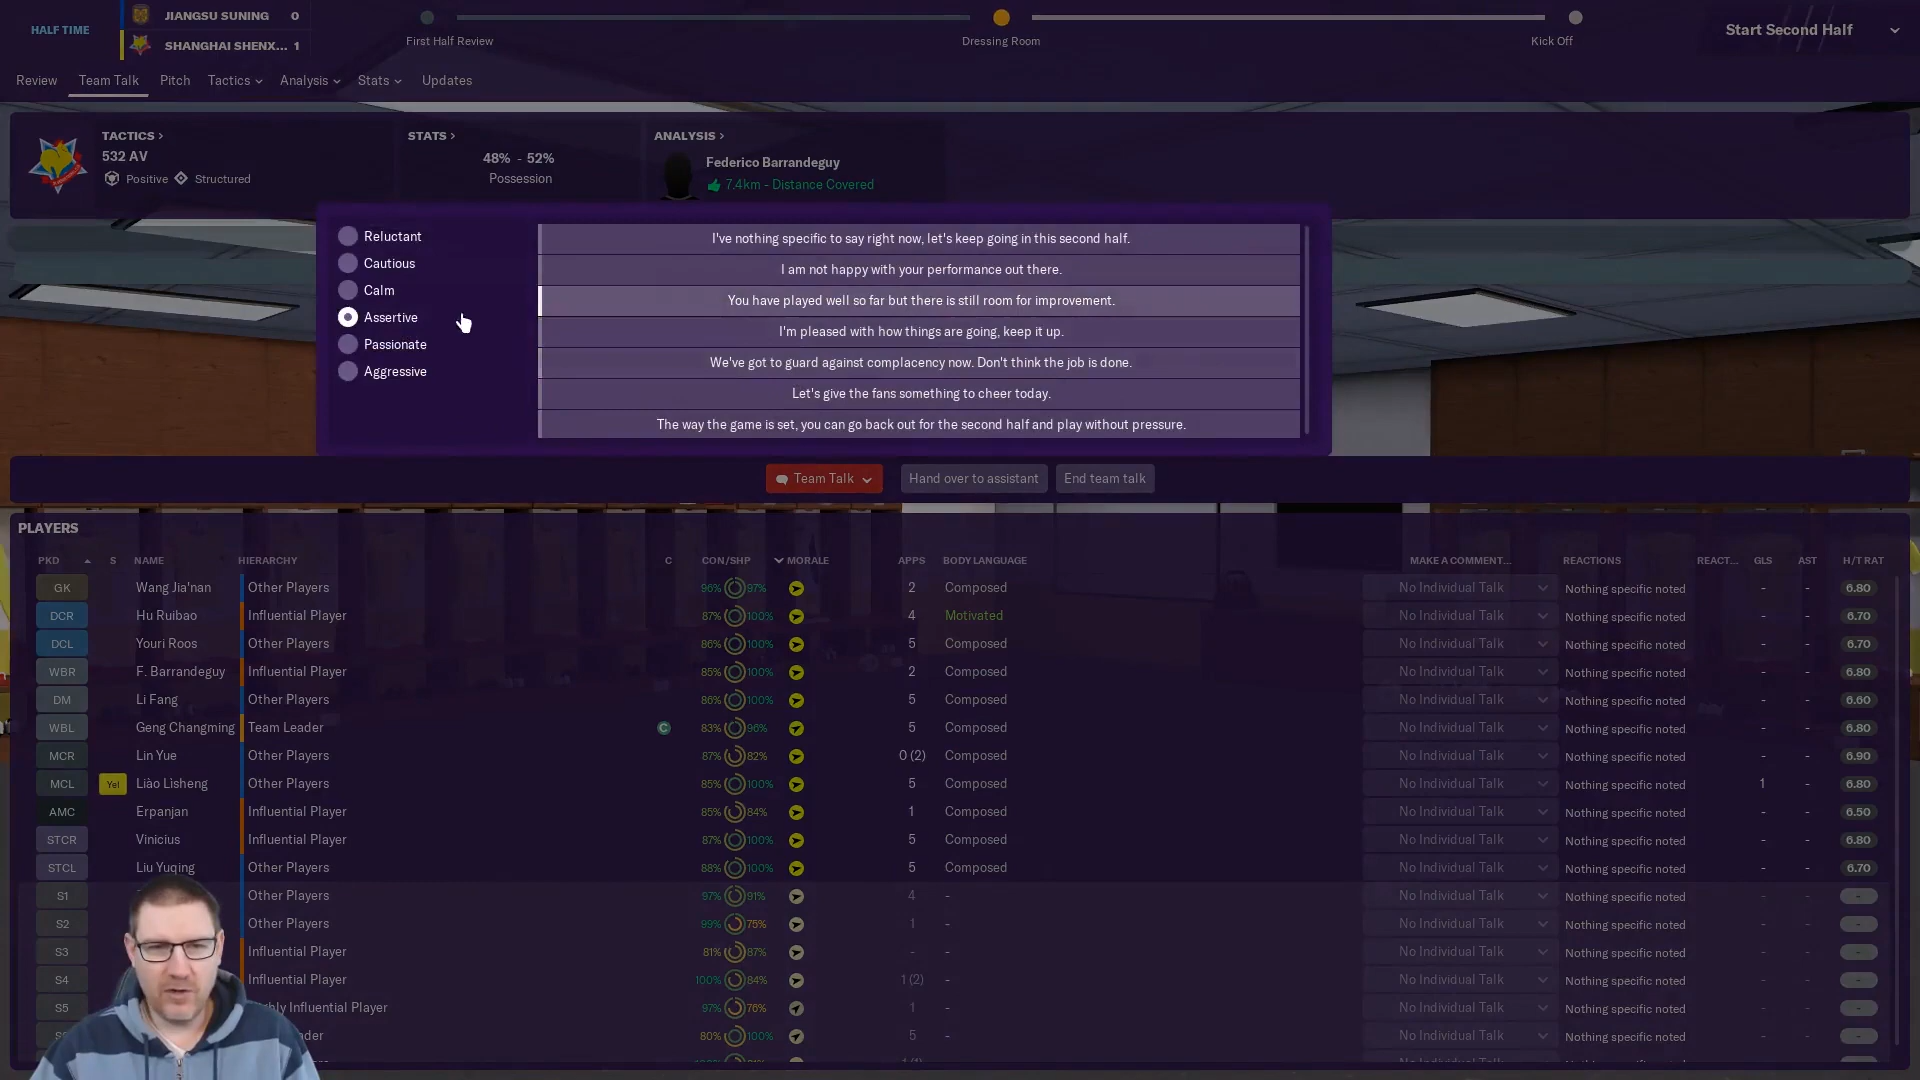 HALF TIME
JIANGSU SUNING 0
SHANGHAI SHENX... 1
First Half Review
Dressing Room
Kick Off
Start Second Half
Review Team Talk Pitch Tactics Analysis Stats Updates
TACTICS >
532 AV
Positive Structured
STATS >
48% - 52%
Possession
ANALYSIS >
Federico Barrandeguy
7.4km - Distance Covered
Reluctant
Cautious
Calm
Assertive
Passionate
Aggressive
I've nothing specific to say right now, let's keep going in this second half.
I am not happy with your performance out there.
You have played well so far but there is still room for improvement.
I'm pleased with how things are going, keep it up.
We've got to guard against complacency now. Don't think the job is done.
Let's give the fans something to cheer today.
The way the game is set, you can go back out for the second half and play without pressure.
Team Talk Hand over to assistant End team talk
PLAYERS
PKD S NAME HIERARCHY C CON/SHP MORALE APPS BODY LANGUAGE MAKE A COMMENT... REACTIONS REACT... GLS AST H/T RAT
GK Wang Jia'nan Other Players 96% 97% 2 Composed No Individual Talk Nothing specific noted - - 6.80
DCR Hu Ruibao Influential Player 87% 100% 4 Motivated No Individual Talk Nothing specific noted - - 6.70
DCL Youri Roos Other Players 86% 100% 5 Composed No Individual Talk Nothing specific noted - - 6.70
WBR F. Barrandeguy Influential Player 85% 100% 2 Composed No Individual Talk Nothing specific noted - - 6.80
DM Li Fang Other Players 86% 100% 5 Composed No Individual Talk Nothing specific noted - - 6.60
WBL Geng Changming Team Leader C 83% 96% 5 Composed No Individual Talk Nothing specific noted - - 6.80
MCR Lin Yue Other Players 87% 82% 0 (2) Composed No Individual Talk Nothing specific noted - - 6.90
MCL Yel Liào Lìsheng Other Players 85% 100% 5 Composed No Individual Talk Nothing specific noted 1 - 6.80
AMC Erpanjan Influential Player 85% 84% 1 Composed No Individual Talk Nothing specific noted - - 6.50
STCR Vinicius Influential Player 87% 100% 5 Composed No Individual Talk Nothing specific noted - - 6.80
STCL Liu Yuqing Other Players 88% 100% 5 Composed No Individual Talk Nothing specific noted - - 6.70
S1 Other Players 97% 91% 4 - No Individual Talk Nothing specific noted - - -
S2 Other Players 99% 75% 1 - No Individual Talk Nothing specific noted - - -
S3 Influential Player 81% 87% - - No Individual Talk Nothing specific noted - - -
S4 Influential Player 100% 84% 1 (2) - No Individual Talk Nothing specific noted - - -
S5 ghly Influential Player 97% 76% 1 - No Individual Talk Nothing specific noted - - -
ader 80% 100% 5 - No Individual Talk Nothing specific noted - - -